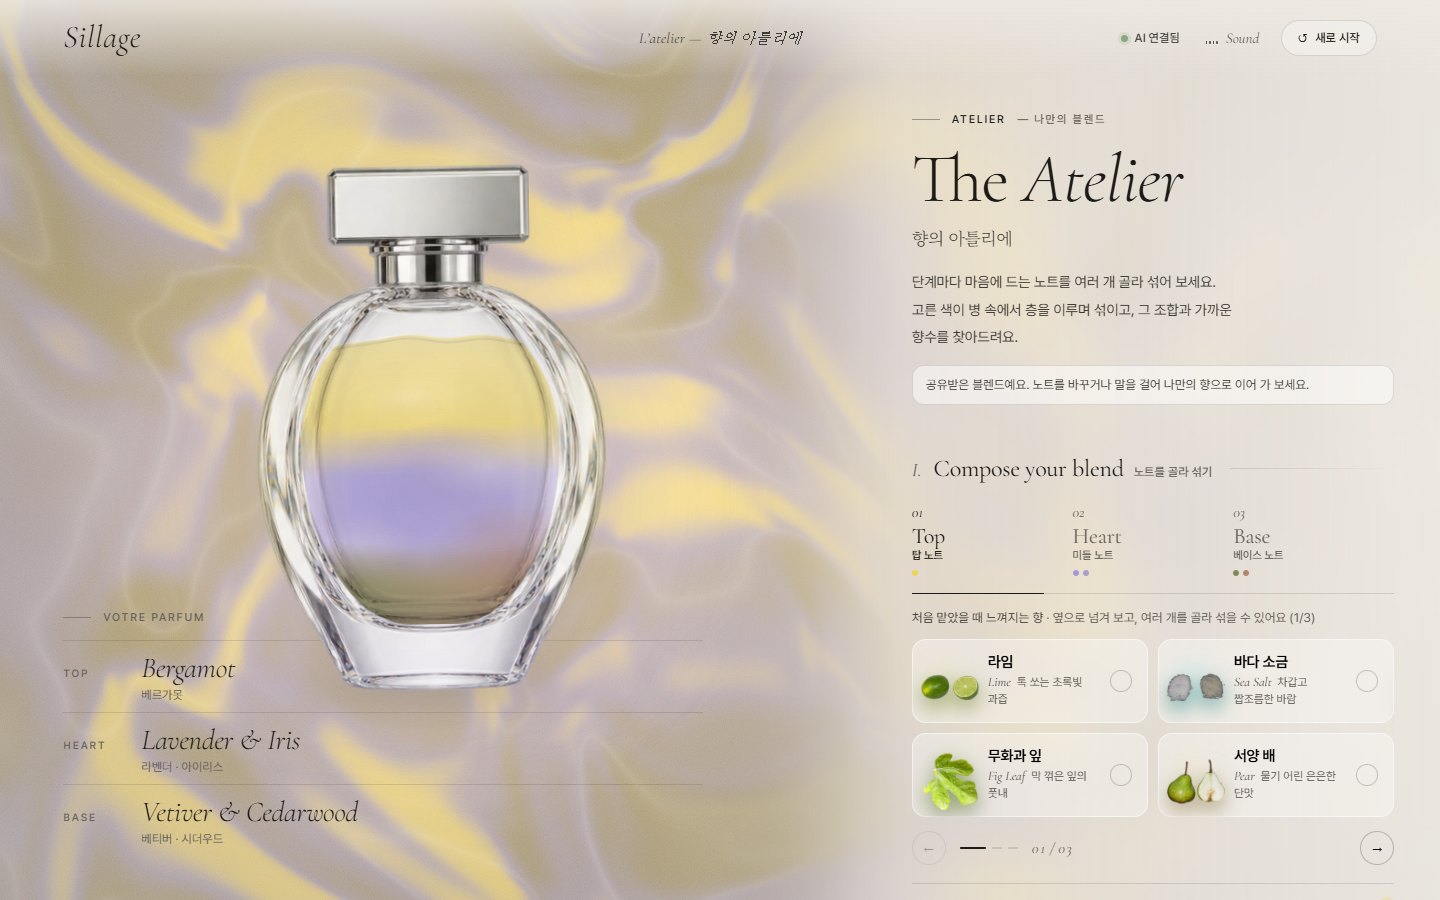 Sillage
L'atelier — 향의 아틀리에
AI 연결됨
Sound
↺ 새로 시작
ATELIER — 나만의 블렌드
The Atelier
향의 아틀리에
단계마다 마음에 드는 노트를 여러 개 골라 섞어 보세요.
고른 색이 병 속에서 층을 이루며 섞이고, 그 조합과 가까운
향수를 찾아드려요.
공유받은 블렌드예요. 노트를 바꾸거나 말을 걸어 나만의 향으로 이어 가 보세요.
I. Compose your blend 노트를 골라 섞기
01
Top
탑 노트
02
Heart
미들 노트
03
Base
베이스 노트
처음 맡았을 때 느껴지는 향 · 옆으로 넘겨 보고, 여러 개를 골라 섞을 수 있어요 (1/3)
라임
Lime 톡 쏘는 초록빛
과즙
바다 소금
Sea Salt 차갑고
짭조름한 바람
무화과 잎
Fig Leaf 막 꺾은 잎의
풋내
서양 배
Pear 물기 어린 은은한
단맛
← 01 / 03 →
VOTRE PARFUM
TOP
Bergamot
베르가못
HEART
Lavender & Iris
라벤더 · 아이리스
BASE
Vetiver & Cedarwood
베티버 · 시더우드